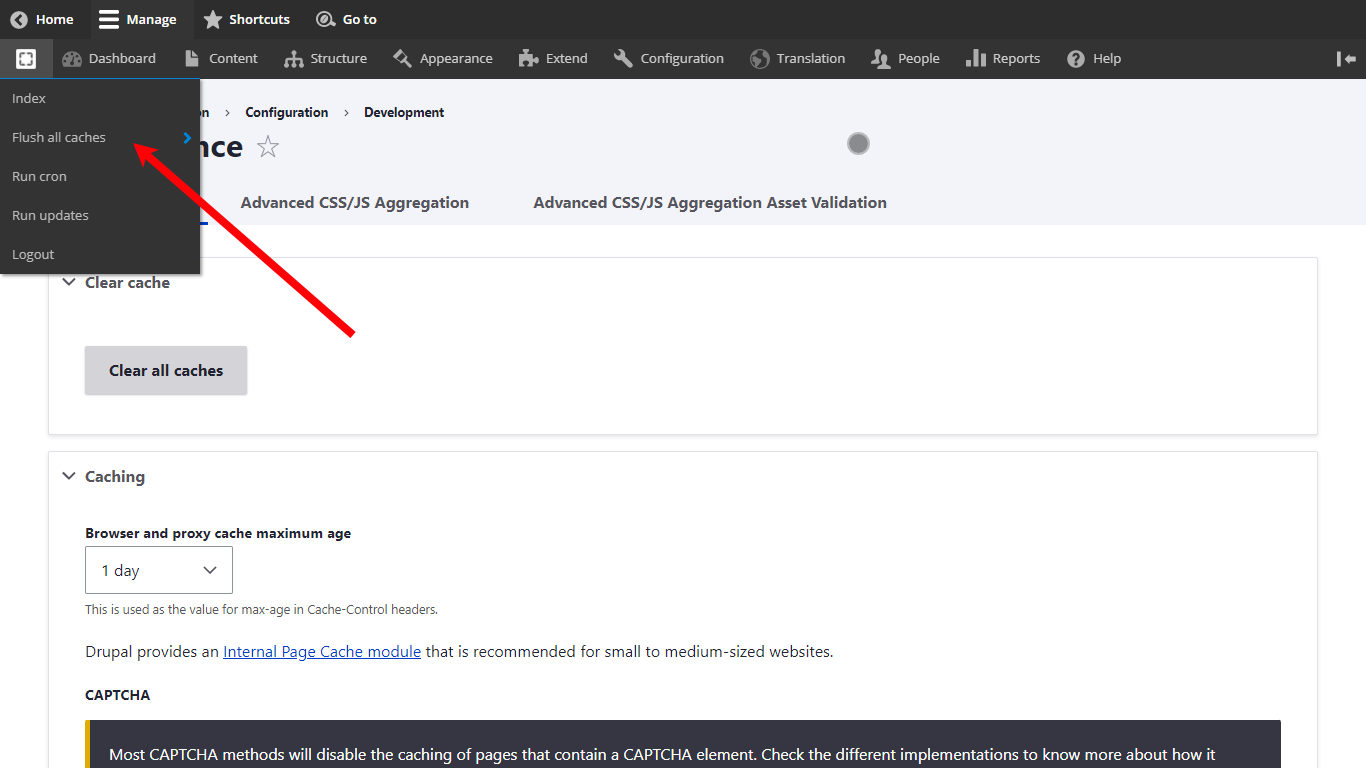 Home Manage Shortcuts Go to
Dashboard Content Structure Appearance Extend Configuration Translation People Reports Help
Index
Flush all caches
Run cron
Run updates
Logout
on › Configuration › Development
nce
Advanced CSS/JS Aggregation Advanced CSS/JS Aggregation Asset Validation
Clear cache
Clear all caches
Caching
Browser and proxy cache maximum age
1 day
This is used as the value for max-age in Cache-Control headers.
Drupal provides an Internal Page Cache module that is recommended for small to medium-sized websites.
CAPTCHA
Most CAPTCHA methods will disable the caching of pages that contain a CAPTCHA element. Check the different implementations to know more about how it